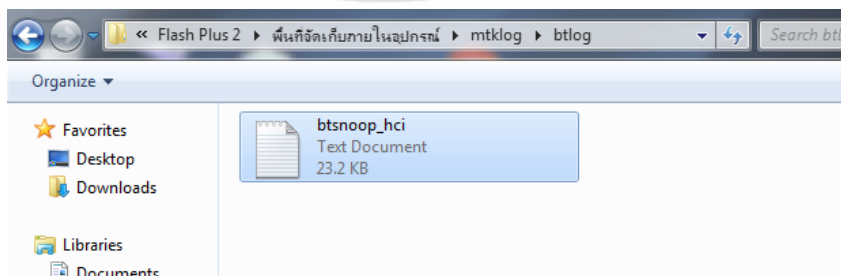 « Flash Plus 2 ▸ พื้นที่จัดเก็บภายในอุปกรณ์ ▸ mtklog ▸ btlog
Search btl
Organize
Favorites
Desktop
Downloads
Libraries
Documents
btsnoop_hci
Text Document
23.2 KB